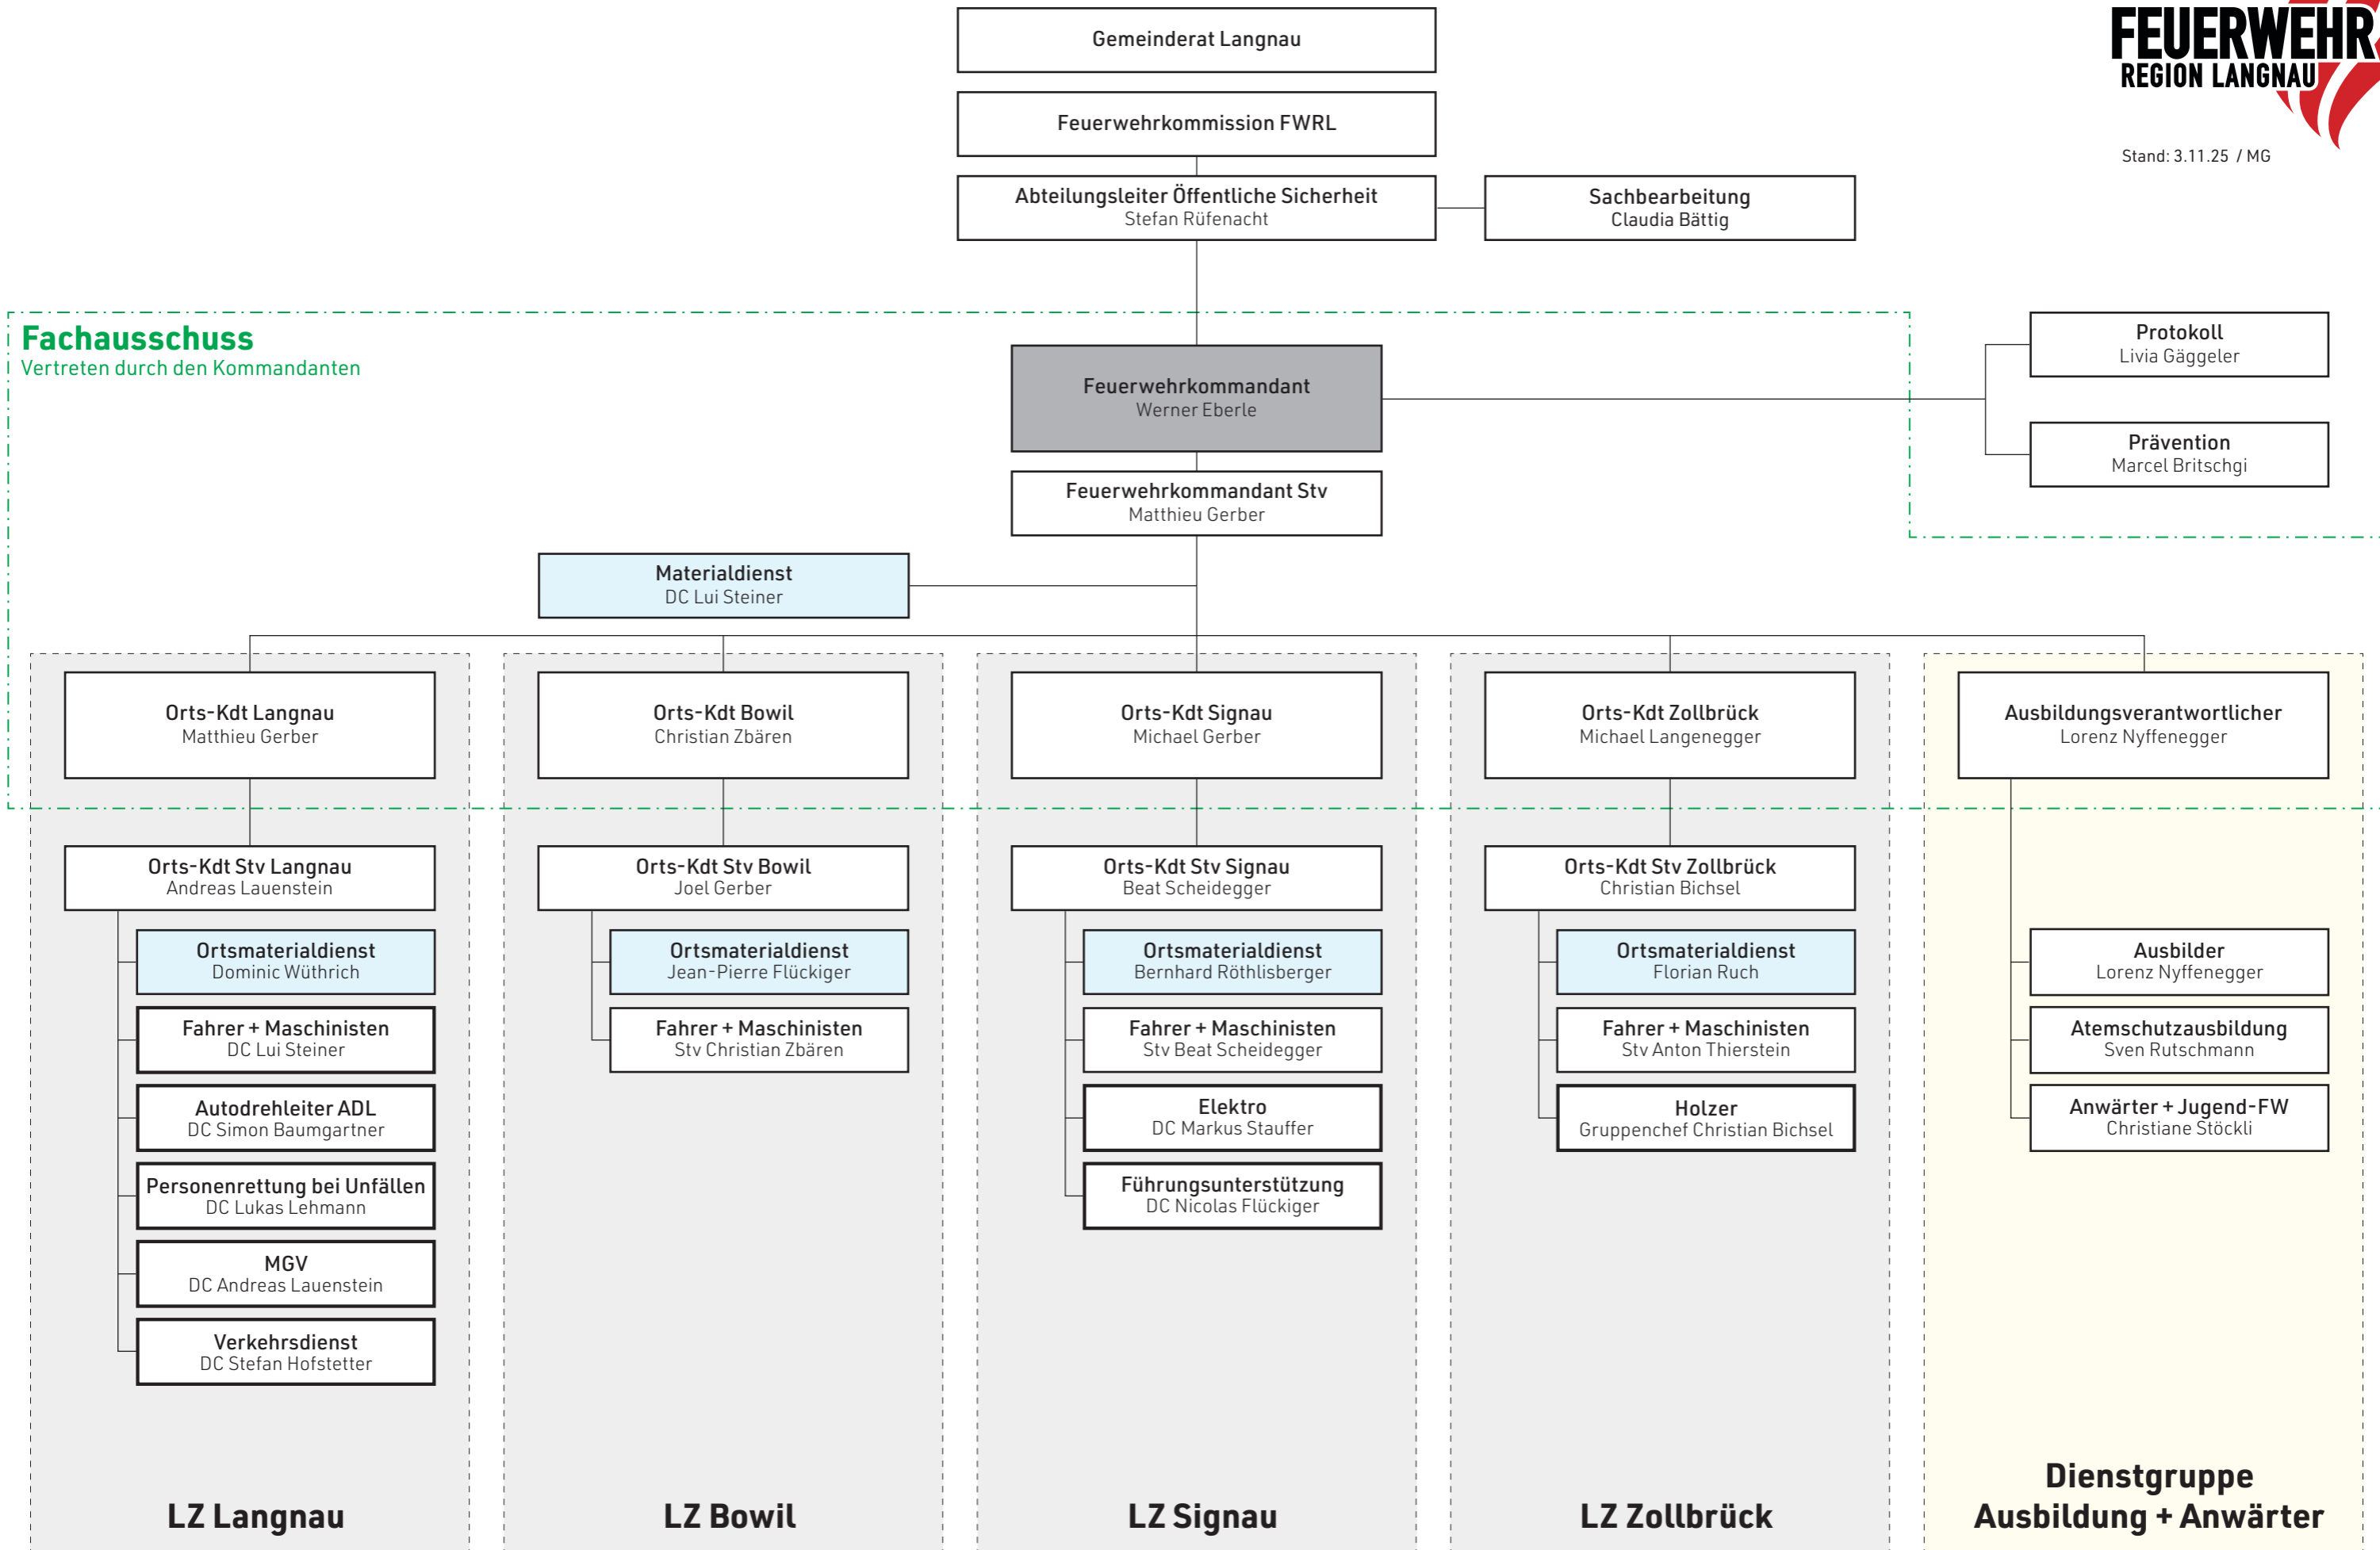 Gemeinderat Langnau
FEUERWEHR
REGION LANGNAU
Stand: 3.11.25 / MG
Feuerwehrkommission FWRL
Abteilungsleiter Öffentliche Sicherheit
Stefan Rüfenacht
Sachbearbeitung
Claudia Bättig
Fachausschuss
Vertreten durch den Kommandanten
Feuerwehrkommandant
Werner Eberle
Protokoll
Livia Gäggeler
Prävention
Marcel Britschgi
Feuerwehrkommandant Stv
Matthieu Gerber
Materialdienst
DC Lui Steiner
Orts-Kdt Langnau
Matthieu Gerber
Orts-Kdt Bowil
Christian Zbären
Orts-Kdt Signau
Michael Gerber
Orts-Kdt Zollbrück
Michael Langenegger
Ausbildungsverantwortlicher
Lorenz Nyffenegger
Orts-Kdt Stv Langnau
Andreas Lauenstein
Ortsmaterialdienst
Dominic Wüthrich
Fahrer + Maschinisten
DC Lui Steiner
Autodrehleiter ADL
DC Simon Baumgartner
Personenrettung bei Unfällen
DC Lukas Lehmann
MGV
DC Andreas Lauenstein
Verkehrsdienst
DC Stefan Hofstetter
LZ Langnau
Orts-Kdt Stv Bowil
Joel Gerber
Ortsmaterialdienst
Jean-Pierre Flückiger
Fahrer + Maschinisten
Stv Christian Zbären
LZ Bowil
Orts-Kdt Stv Signau
Beat Scheidegger
Ortsmaterialdienst
Bernhard Röthlisberger
Fahrer + Maschinisten
Stv Beat Scheidegger
Elektro
DC Markus Stauffer
Führungsunterstützung
DC Nicolas Flückiger
LZ Signau
Orts-Kdt Stv Zollbrück
Christian Bichsel
Ortsmaterialdienst
Florian Ruch
Fahrer + Maschinisten
Stv Anton Thierstein
Holzer
Gruppenchef Christian Bichsel
LZ Zollbrück
Ausbilder
Lorenz Nyffenegger
Atemschutzausbildung
Sven Rutschmann
Anwärter + Jugend-FW
Christiane Stöckli
Dienstgruppe
Ausbildung + Anwärter